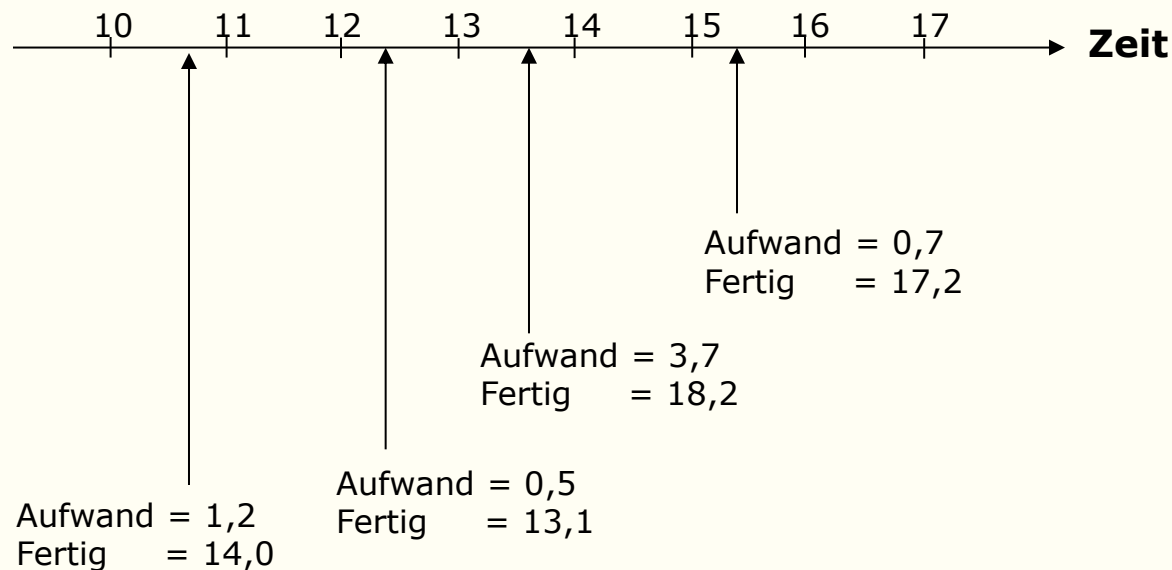 10 11 12 13 14 15 16 17
Zeit
Aufwand = 0,7
Fertig = 17,2
Aufwand = 3,7
Fertig = 18,2
Aufwand = 0,5
Fertig = 13,1
Aufwand = 1,2
Fertig = 14,0